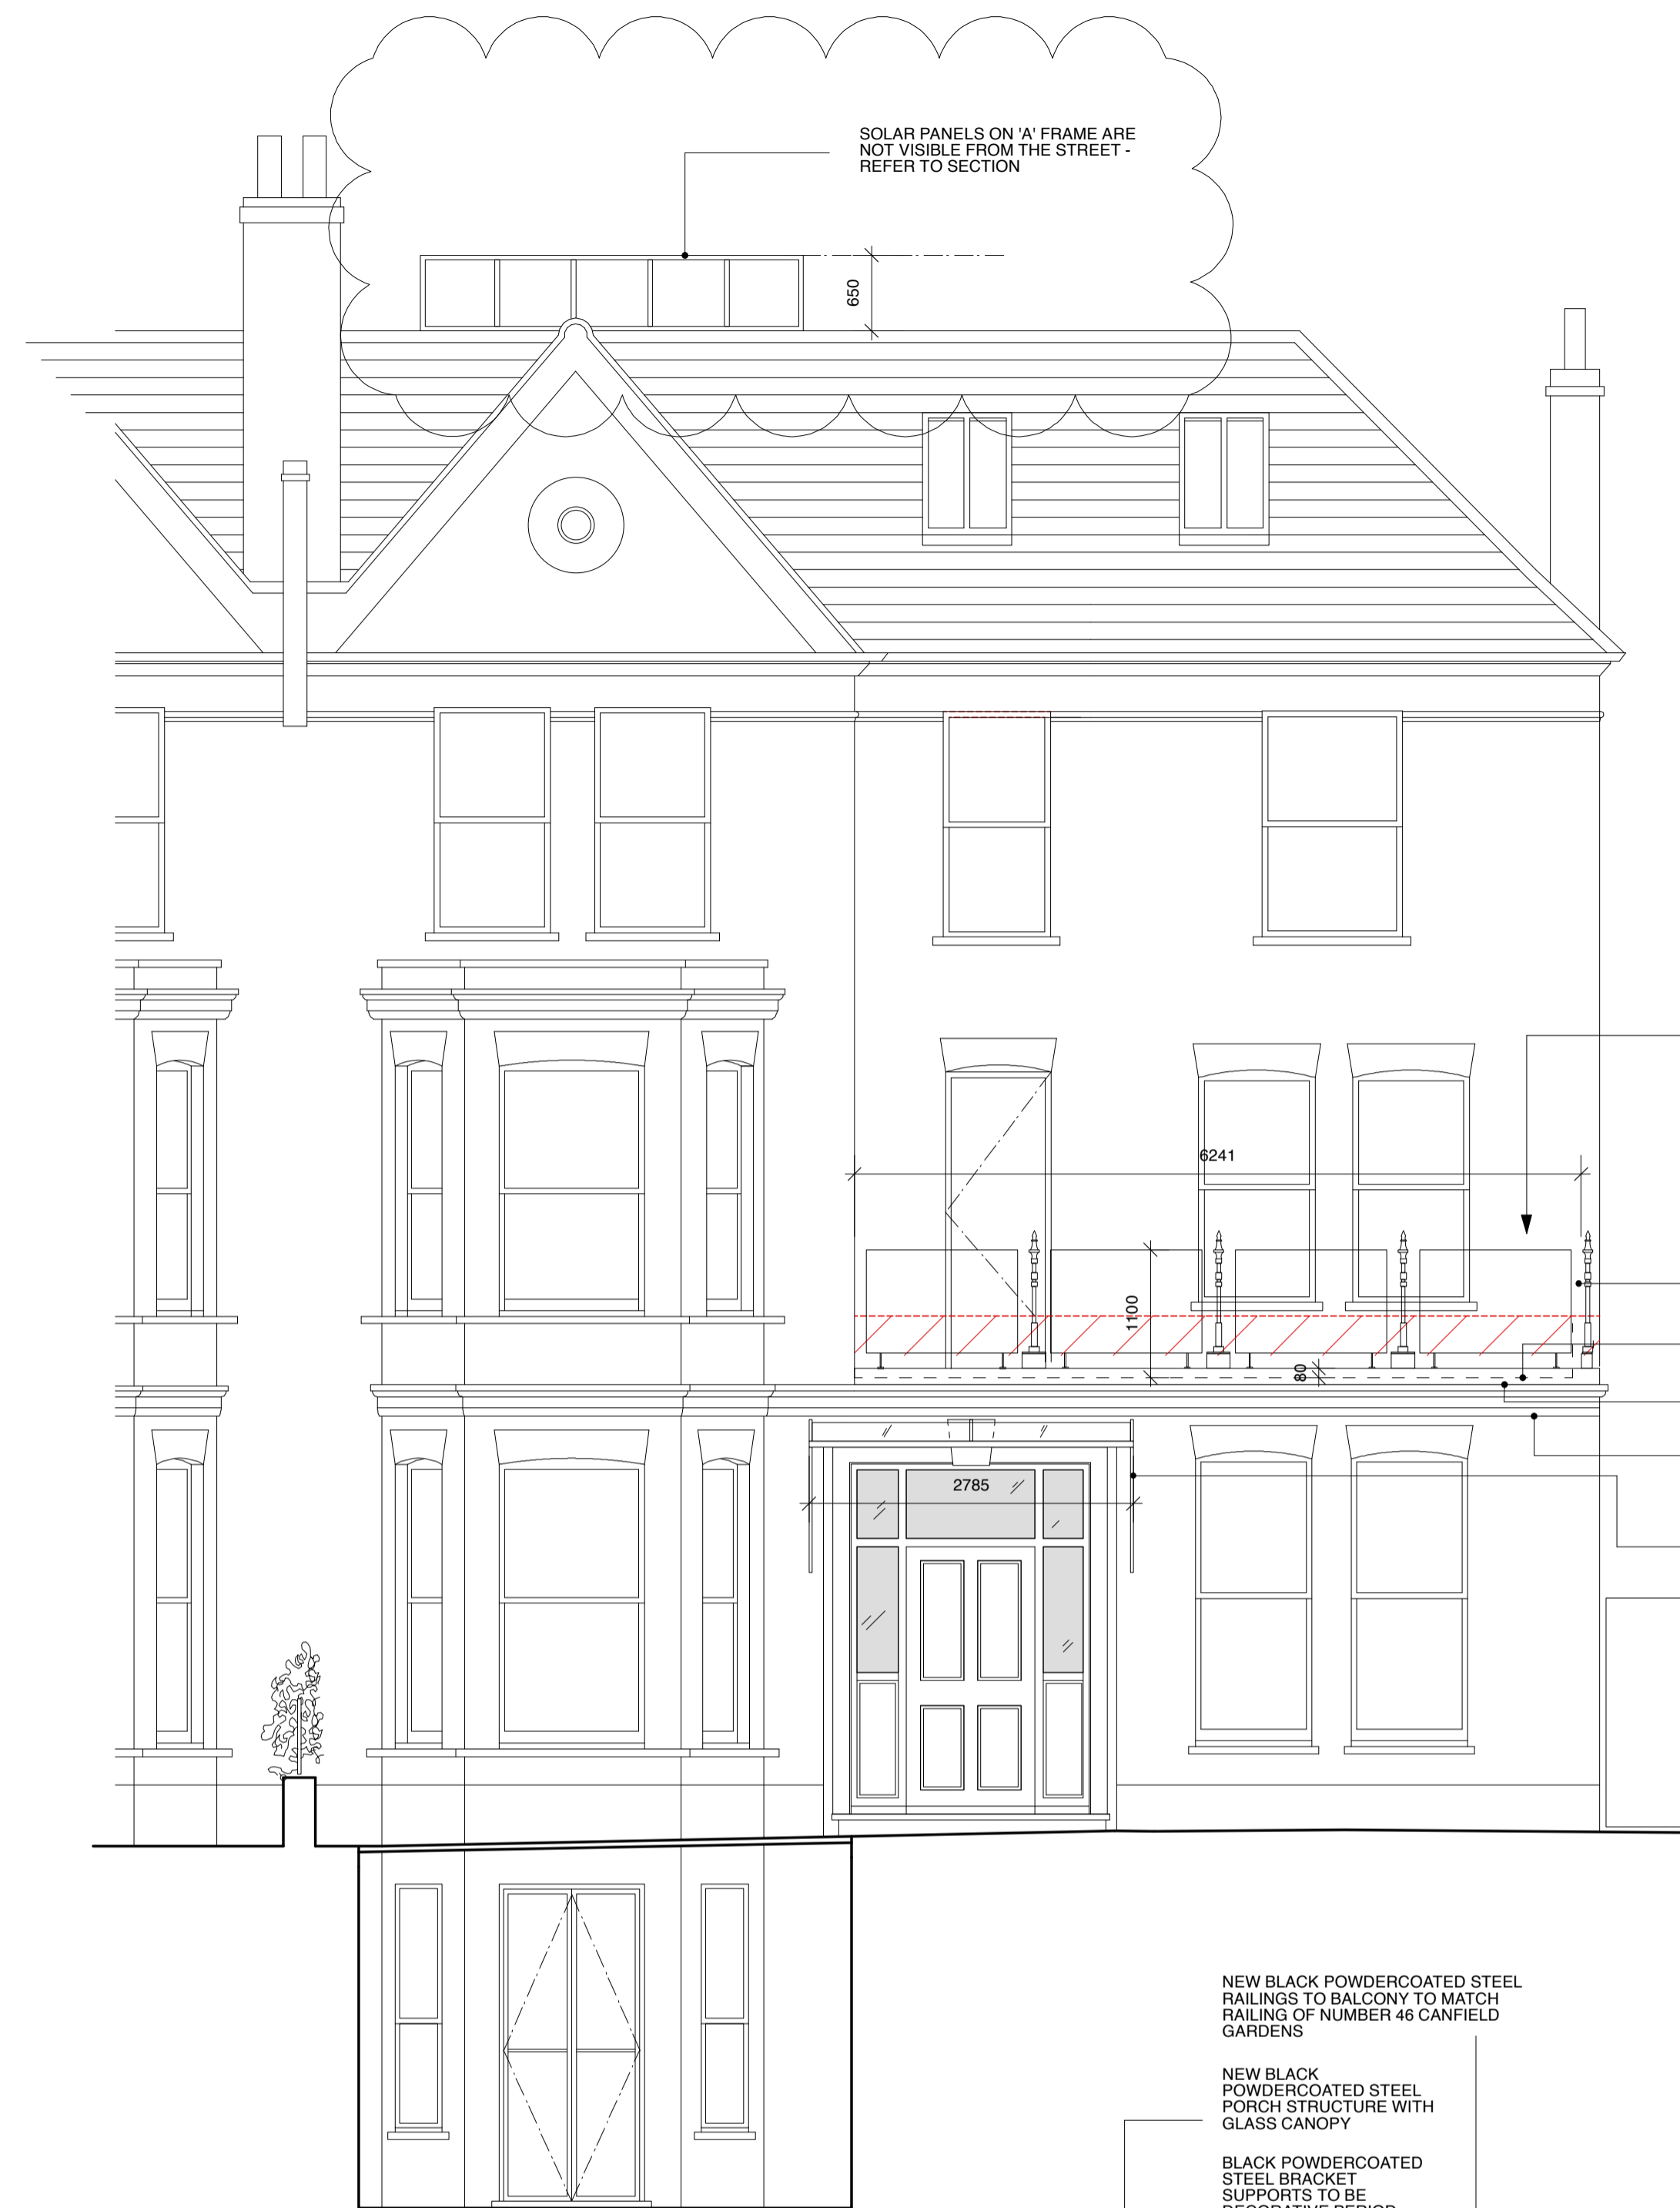 SOLAR PANELS ON 'A' FRAME ARE
NOT VISIBLE FROM THE STREET -
REFER TO SECTION
650
6241
1100
80
2785
NEW BLACK POWDERCOATED STEEL
RAILINGS TO BALCONY TO MATCH
RAILING OF NUMBER 46 CANFIELD
GARDENS
NEW BLACK
POWDERCOATED STEEL
PORCH STRUCTURE WITH
GLASS CANOPY
BLACK POWDERCOATED
STEEL BRACKET
SUPPORTS TO BE
DECORATIVE PERIOD